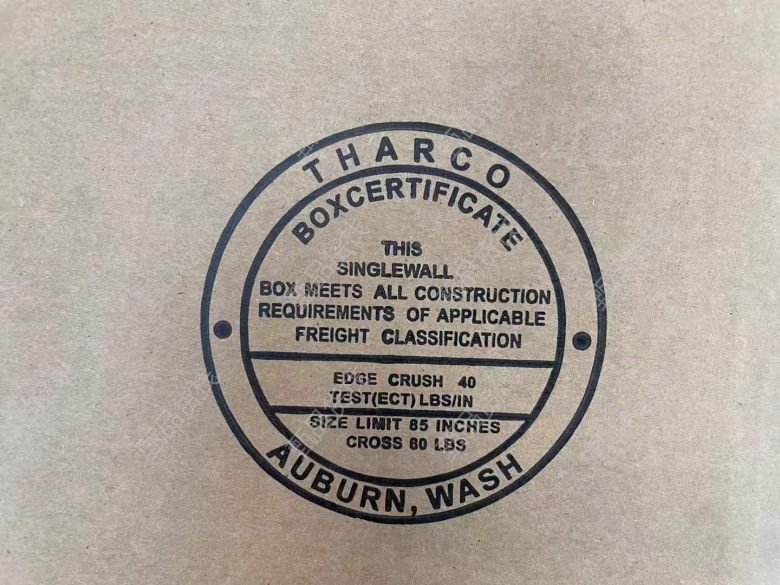 THARCO
BOXCERTIFICATE
THIS
SINGLEWALL
BOX MEETS ALL CONSTRUCTION
REQUIREMENTS OF APPLICABLE
FREIGHT CLASSIFICATION
EDGE CRUSH 40
TEST(ECT) LBS/IN
SIZE LIMIT 85 INCHES
CROSS 80 LBS
AUBURN, WASH